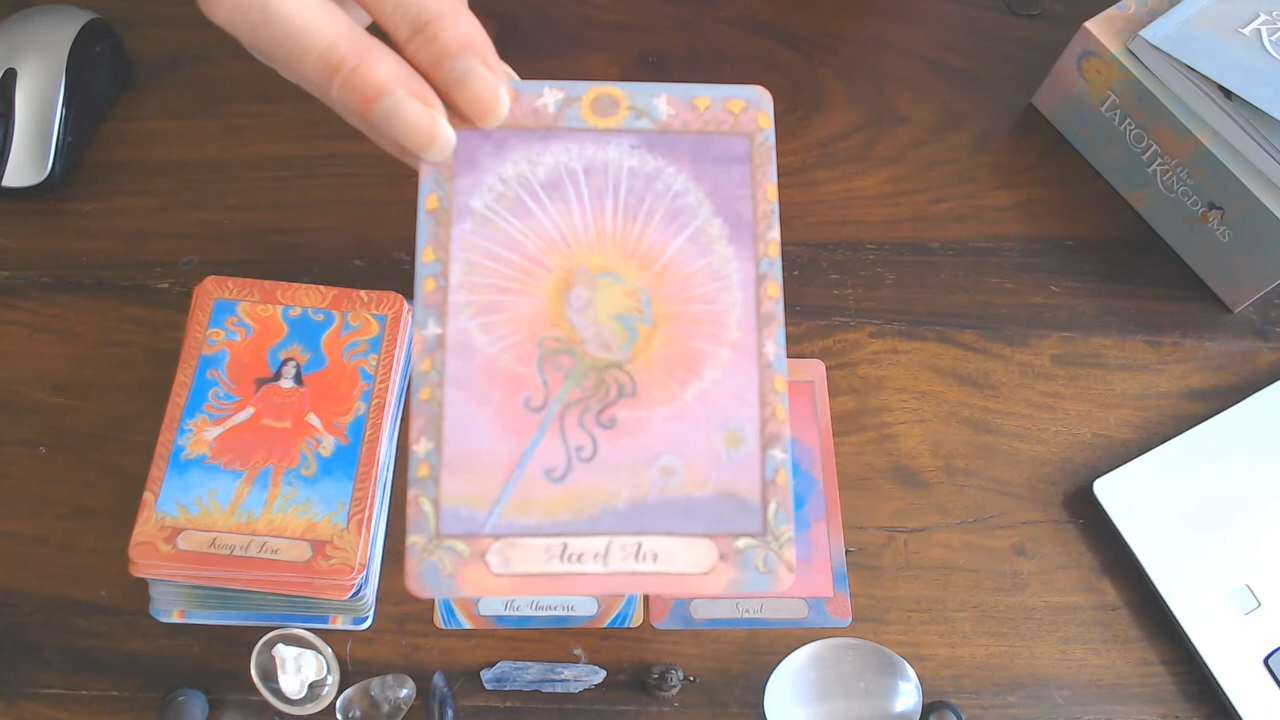 TAROT of the KINGDOMS
King of Fire
Ace of Air
The Universe
Spirit